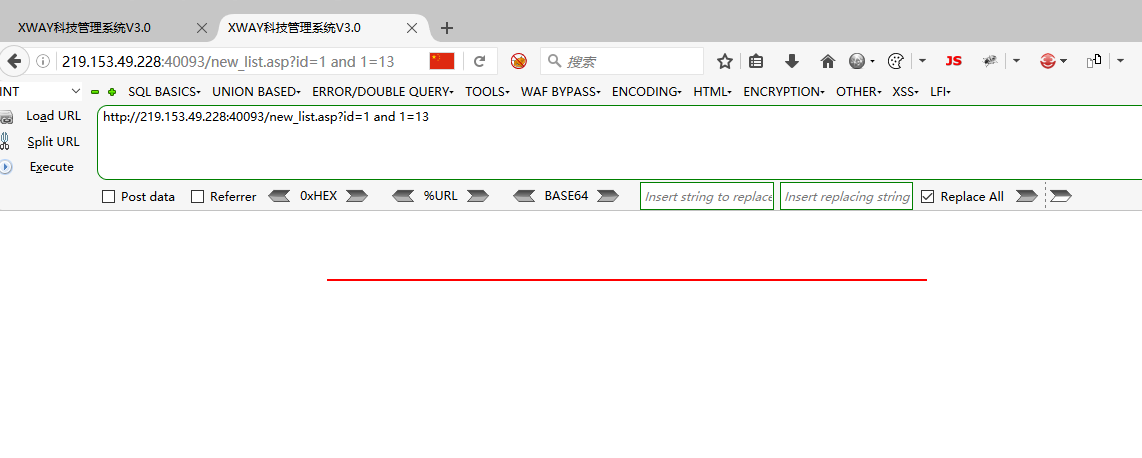 XWAY科技管理系统V3.0 XWAY科技管理系统V3.0
219.153.49.228:40093/new_list.asp?id=1 and 1=13 搜索 JS
INT SQL BASICS UNION BASED ERROR/DOUBLE QUERY TOOLS WAF BYPASS ENCODING HTML ENCRYPTION OTHER XSS LFI
Load URL http://219.153.49.228:40093/new_list.asp?id=1 and 1=13
Split URL
Execute
Post data Referrer 0xHEX %URL BASE64 Insert string to replace Insert replacing string Replace All